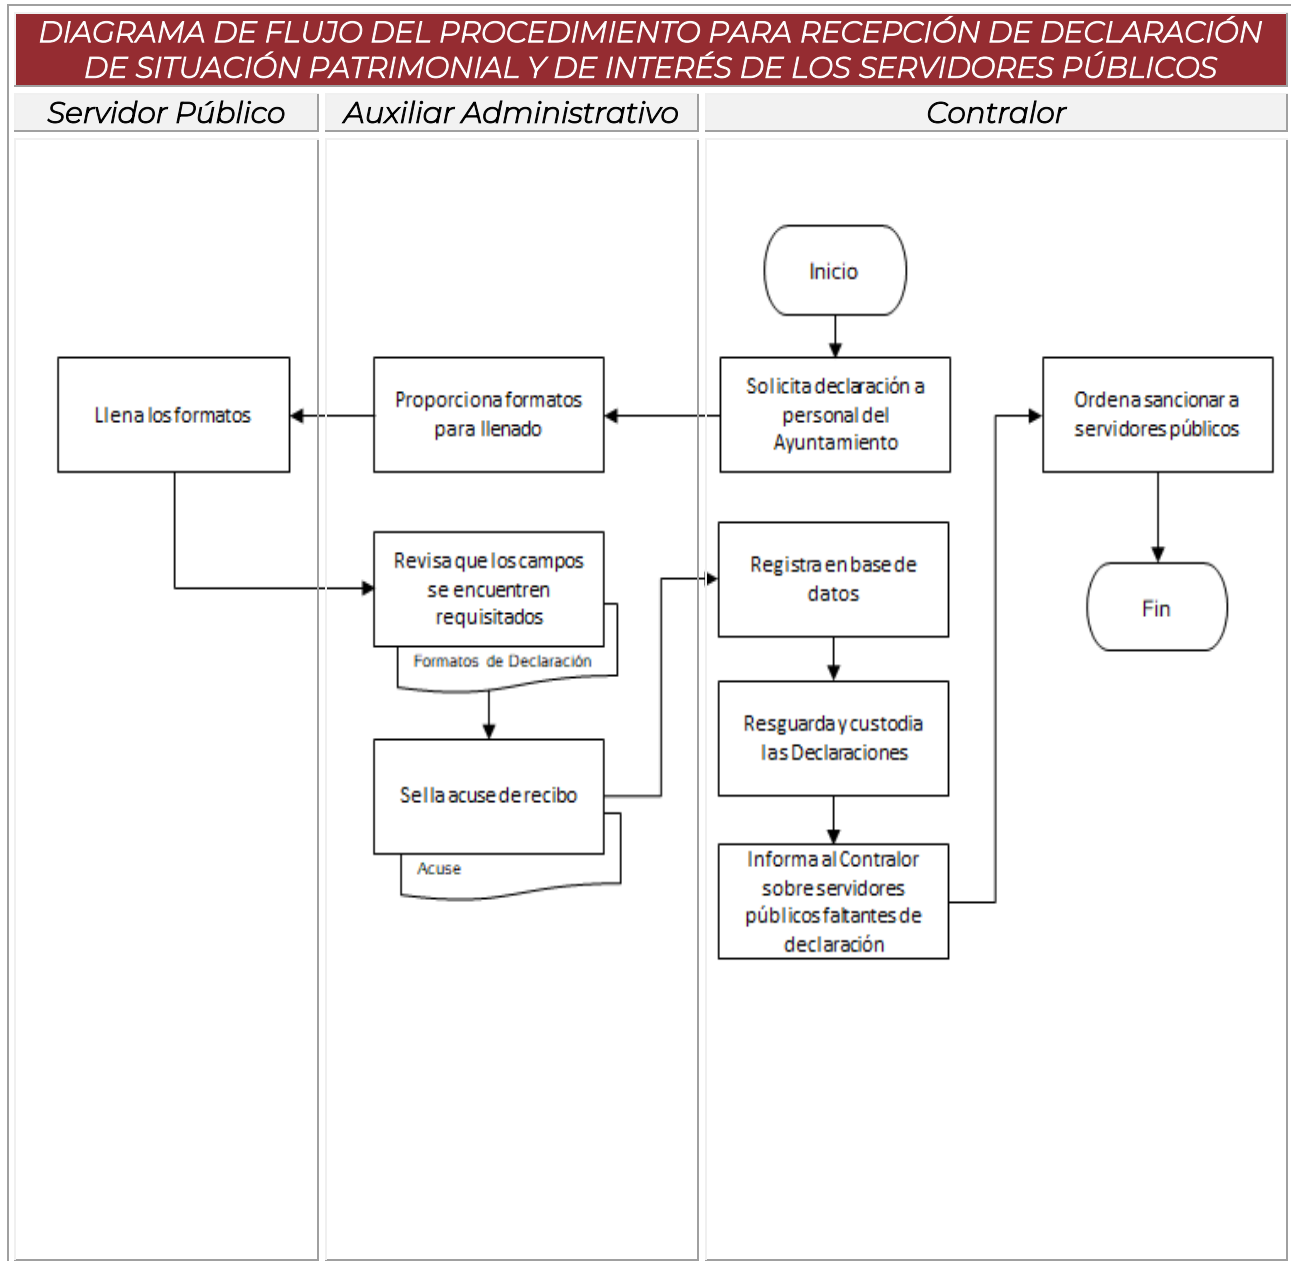 DIAGRAMA DE FLUJO DEL PROCEDIMIENTO PARA RECEPCIÓN DE DECLARACIÓN
DE SITUACIÓN PATRIMONIAL Y DE INTERÉS DE LOS SERVIDORES PÚBLICOS
Servidor Público
Auxiliar Administrativo
Contralor
Inicio
Solicita declaración a
personal del
Ayuntamiento
Proporciona formatos
para llenado
Llena los formatos
Revisa que los campos
se encuentren
requisitados
Formatos de Declaración
Sella acuse de recibo
Acuse
Registra en base de
datos
Resguarda y custodia
las Declaraciones
Informa al Contralor
sobre servidores
públicos faltantes de
declaración
Ordena sancionar a
servidores públicos
Fin